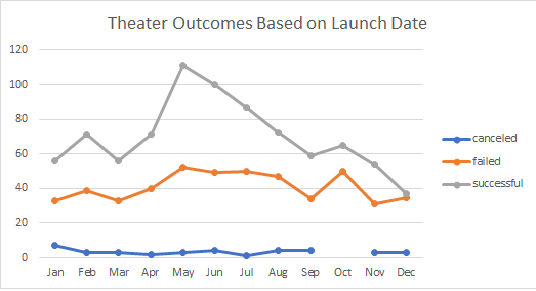 Theater Outcomes Based on Launch Date
120
100
80
60
40
20
0
Jan Feb Mar Apr May Jun Jul Aug Sep Oct Nov Dec
canceled
failed
successful